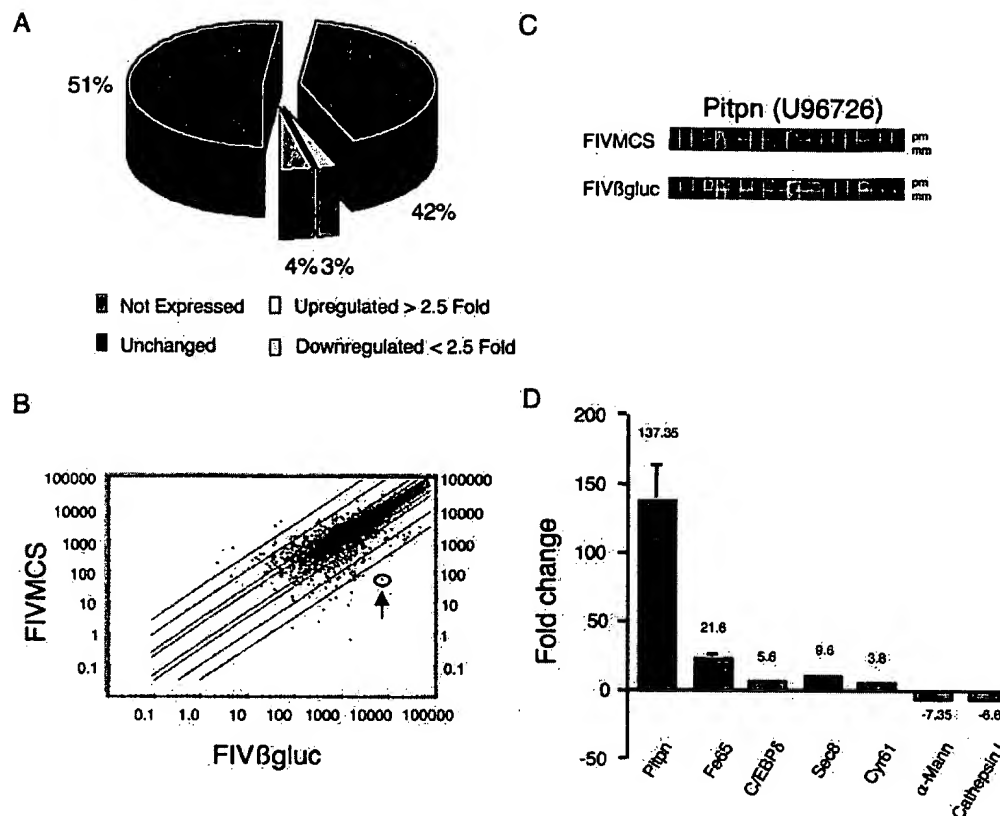 A
51%
42%
4% 3%
Not Expressed
Upregulated > 2.5 Fold
Unchanged
Downregulated < 2.5 Fold
B
FIVMCS
100000
10000
1000
100
10
1
0.1
100000
10000
1000
100
10
1
0.1
0.1 1.0 10 100 1000 10000 100000
FIVßgluc
C
Pitpn (U96726)
FIVMCS
pm
mm
FIVßgluc
pm
mm
D
Fold change
200
150
100
50
0
-50
137.35
21.6
5.6
9.6
3.8
-7.35
-6.6
Pitpn
Fe65
C/EBPδ
Sec8
Cyr61
α-Mann
Cathepsin